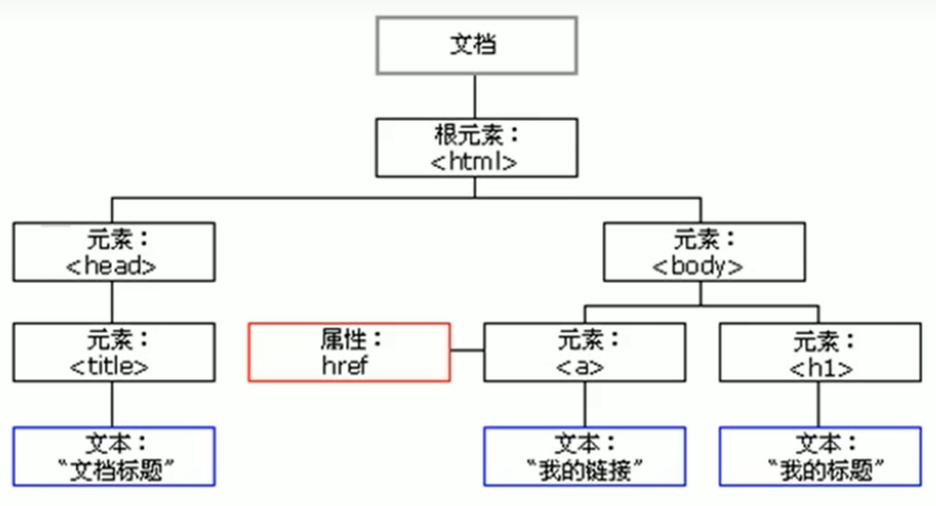 文档
根元素：
<html>
元素：
<head>
元素：
<body>
元素：
<title>
属性：
href
元素：
<a>
元素：
<h1>
文本：
“文档标题”
文本：
“我的链接”
文本：
“我的标题”